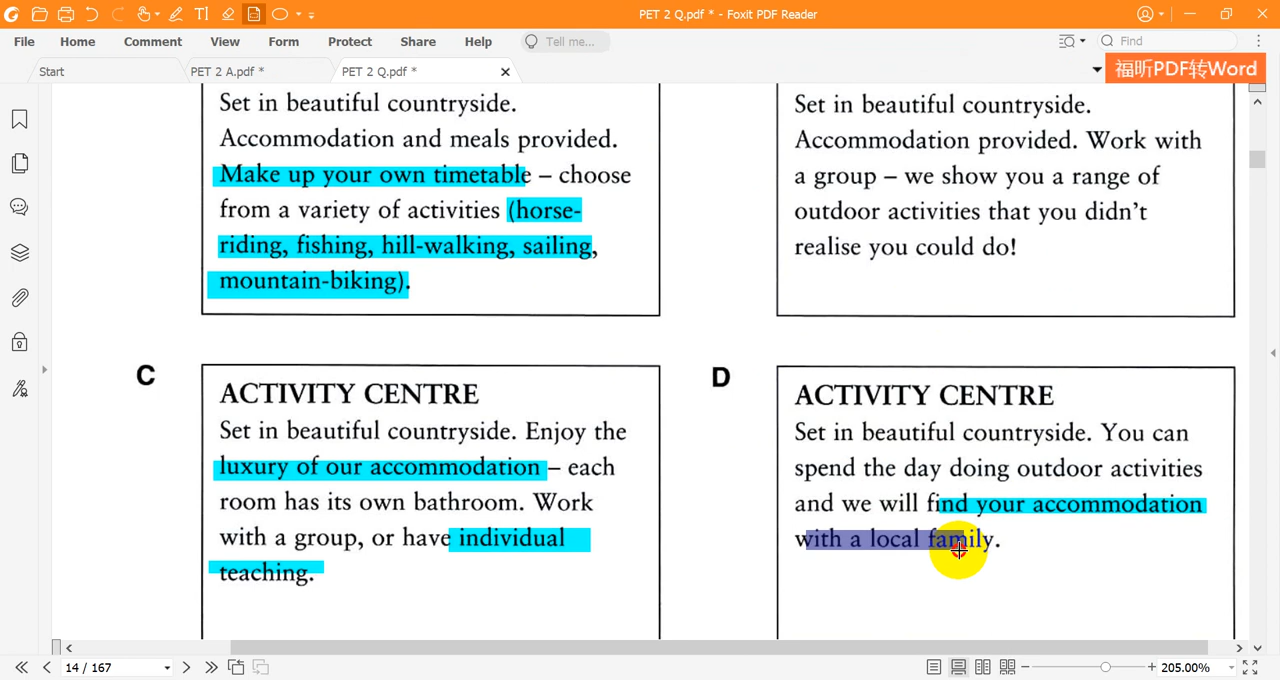 PET 2 Q.pdf * - Foxit PDF Reader
File Home Comment View Form Protect Share Help Tell me... Find
Start PET 2 A.pdf * PET 2 Q.pdf * 福昕PDF转Word
Set in beautiful countryside.
Accommodation and meals provided.
Make up your own timetable – choose
from a variety of activities (horse-
riding, fishing, hill-walking, sailing,
mountain-biking).
Set in beautiful countryside.
Accommodation provided. Work with
a group – we show you a range of
outdoor activities that you didn't
realise you could do!
C
ACTIVITY CENTRE
Set in beautiful countryside. Enjoy the
luxury of our accommodation – each
room has its own bathroom. Work
with a group, or have individual
teaching.
D
ACTIVITY CENTRE
Set in beautiful countryside. You can
spend the day doing outdoor activities
and we will find your accommodation
with a local family.
14 / 167 205.00%